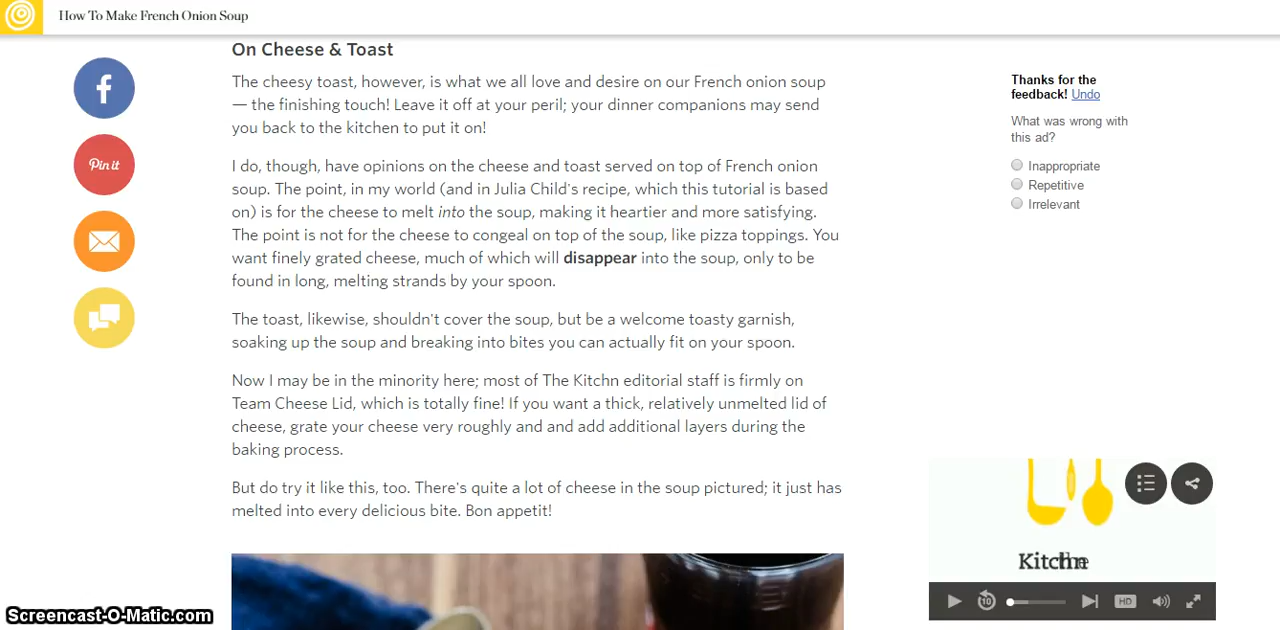 How To Make French Onion Soup
On Cheese & Toast
The cheesy toast, however, is what we all love and desire on our French onion soup
— the finishing touch! Leave it off at your peril; your dinner companions may send
you back to the kitchen to put it on!
I do, though, have opinions on the cheese and toast served on top of French onion
soup. The point, in my world (and in Julia Child's recipe, which this tutorial is based
on) is for the cheese to melt into the soup, making it heartier and more satisfying.
The point is not for the cheese to congeal on top of the soup, like pizza toppings. You
want finely grated cheese, much of which will disappear into the soup, only to be
found in long, melting strands by your spoon.
The toast, likewise, shouldn't cover the soup, but be a welcome toasty garnish,
soaking up the soup and breaking into bites you can actually fit on your spoon.
Now I may be in the minority here; most of The Kitchn editorial staff is firmly on
Team Cheese Lid, which is totally fine! If you want a thick, relatively unmelted lid of
cheese, grate your cheese very roughly and and add additional layers during the
baking process.
But do try it like this, too. There's quite a lot of cheese in the soup pictured; it just has
melted into every delicious bite. Bon appetit!
f
Pin it
Thanks for the
feedback! Undo
What was wrong with
this ad?
Inappropriate
Repetitive
Irrelevant
10
HD
Screencast-O-Matic.com